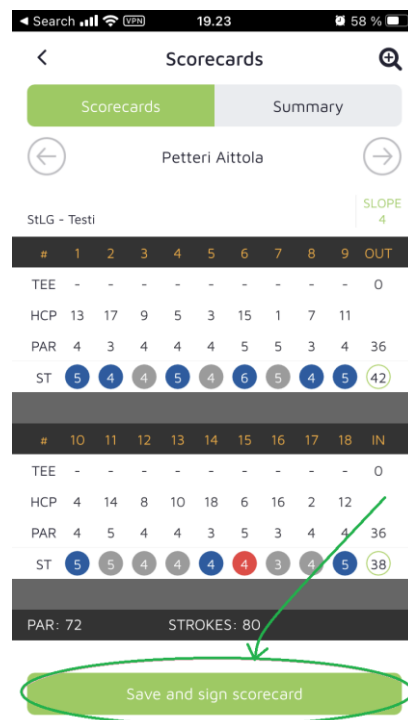 Search VPN 19.23 58 %
Scorecards
Scorecards Summary
Petteri Aittola
SLOPE
StLG - Testi 4
# 1 2 3 4 5 6 7 8 9 OUT
TEE - - - - - - - - - 0
HCP 13 17 9 5 3 15 1 7 11
PAR 4 3 4 4 4 5 5 3 4 36
ST 5 4 4 5 4 6 5 4 5 42
# 10 11 12 13 14 15 16 17 18 IN
TEE - - - - - - - - - 0
HCP 4 14 8 10 18 6 16 2 12
PAR 4 5 4 4 3 5 3 4 4 36
ST 5 5 4 4 4 4 3 4 5 38
PAR: 72 STROKES: 80
Save and sign scorecard